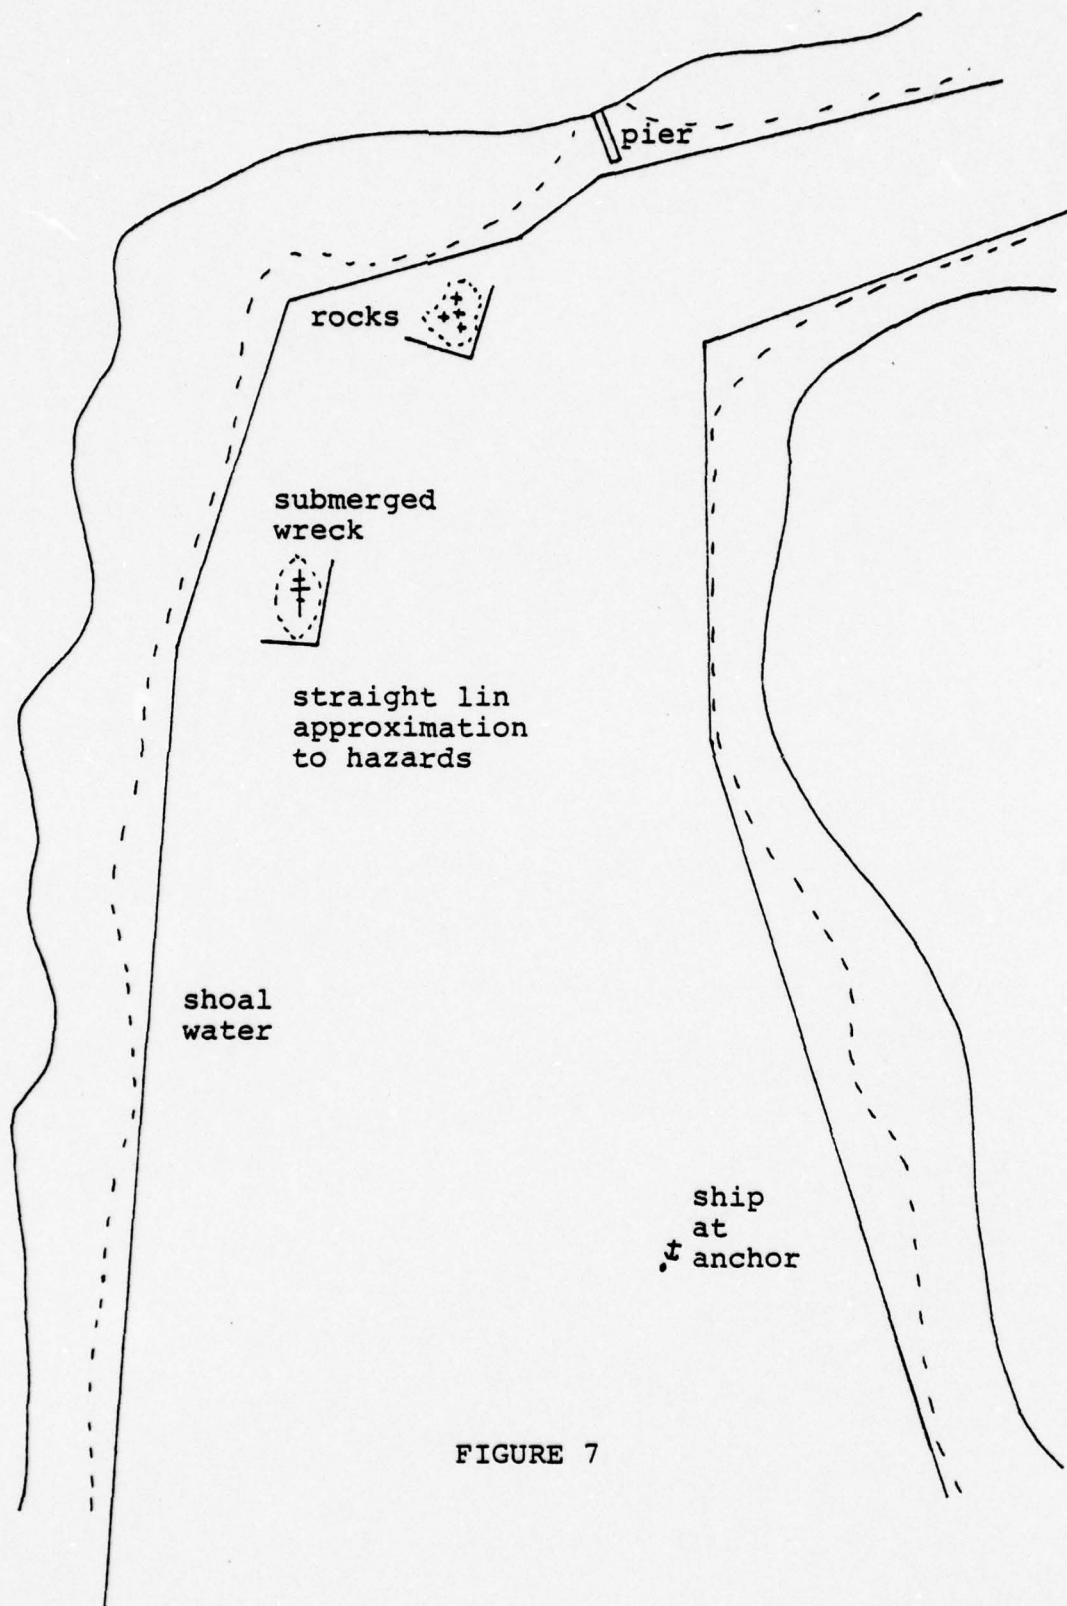 pier
rocks
submerged
wreck
straight lin
approximation
to hazards
shoal
water
ship
at
anchor
FIGURE 7